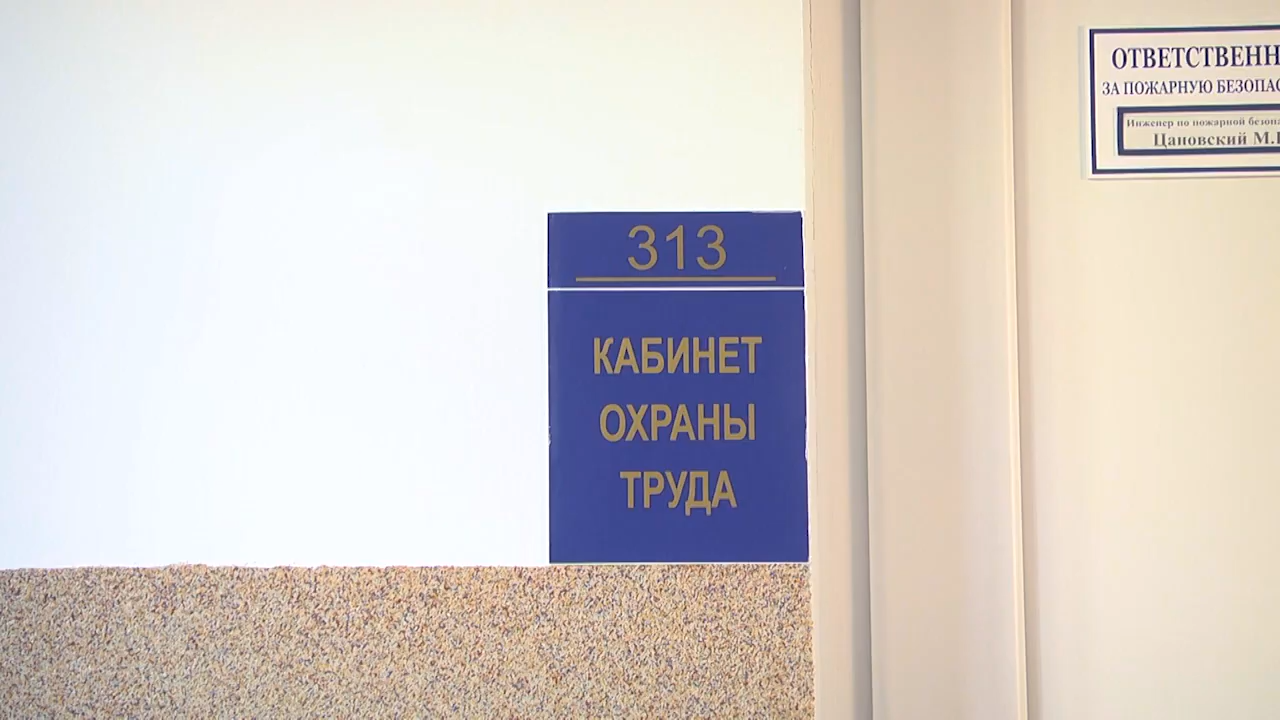 313
КАБИНЕТ
ОХРАНЫ
ТРУДА
ОТВЕТСТВЕНН
ЗА ПОЖАРНУЮ БЕЗОПАС
Инженер по пожарной безопа
Цановский М.